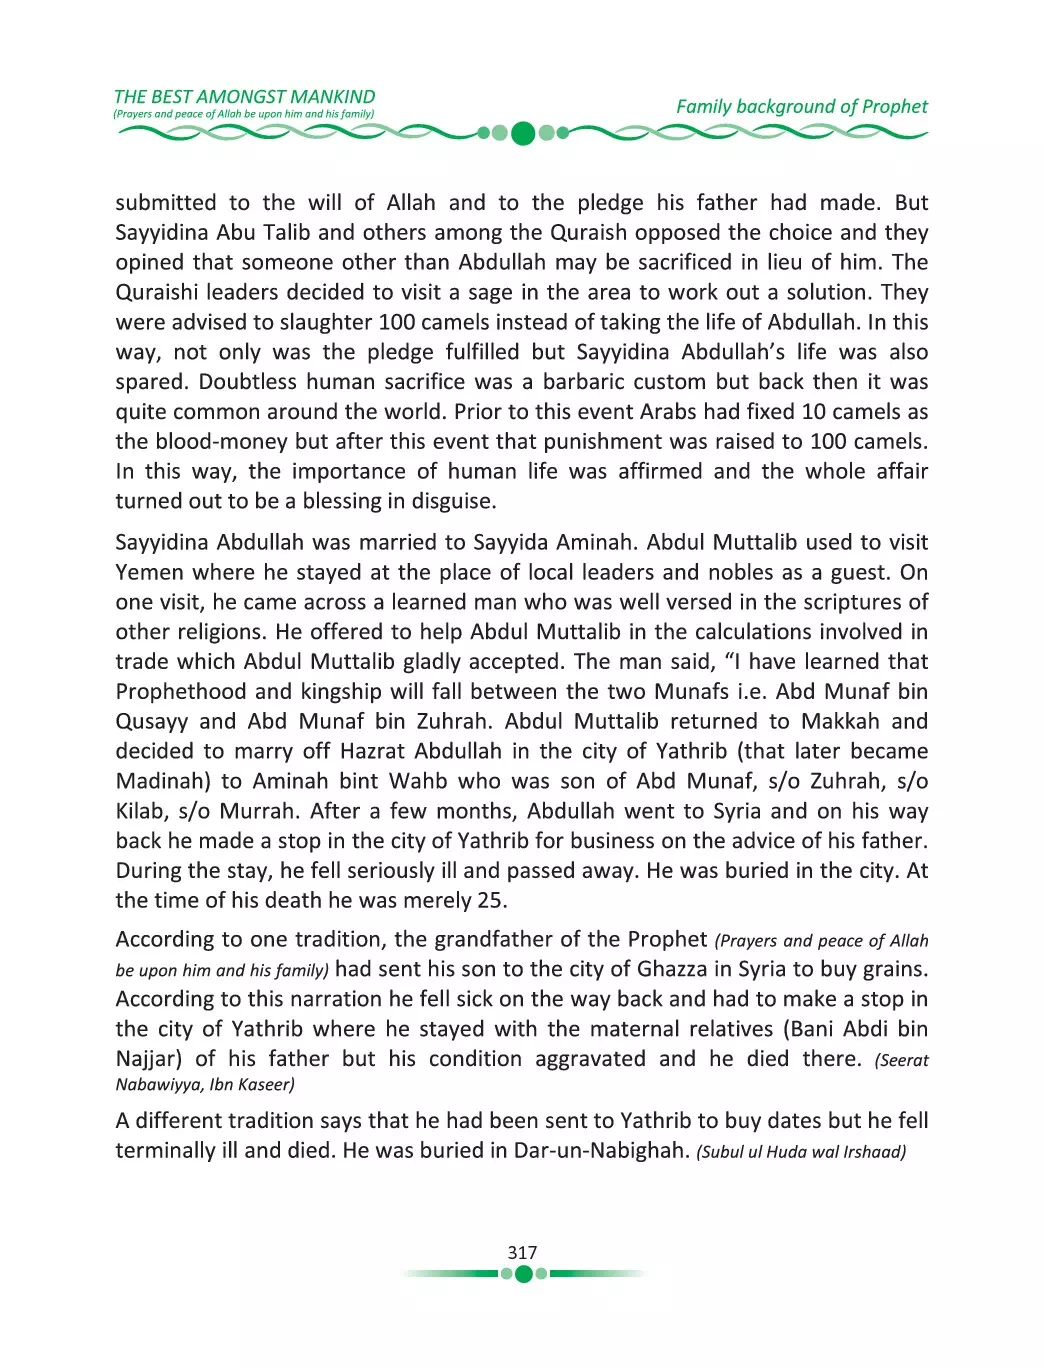 THE BEST AMONGST MANKIND
(Prayers and peace of Allah be upon him and his family)
Family background of Prophet
submitted to the will of Allah and to the pledge his father had made. But
Sayyidina Abu Talib and others among the Quraish opposed the choice and they
opined that someone other than Abdullah may be sacrificed in lieu of him. The
Quraishi leaders decided to visit a sage in the area to work out a solution. They
were advised to slaughter 100 camels instead of taking the life of Abdullah. In this
way, not only was the pledge fulfilled but Sayyidina Abdullah’s life was also
spared. Doubtless human sacrifice was a barbaric custom but back then it was
quite common around the world. Prior to this event Arabs had fixed 10 camels as
the blood-money but after this event that punishment was raised to 100 camels.
In this way, the importance of human life was affirmed and the whole affair
turned out to be a blessing in disguise.
Sayyidina Abdullah was married to Sayyida Aminah. Abdul Muttalib used to visit
Yemen where he stayed at the place of local leaders and nobles as a guest. On
one visit, he came across a learned man who was well versed in the scriptures of
other religions. He offered to help Abdul Muttalib in the calculations involved in
trade which Abdul Muttalib gladly accepted. The man said, “I have learned that
Prophethood and kingship will fall between the two Munafs i.e. Abd Munaf bin
Qusayy and Abd Munaf bin Zuhrah. Abdul Muttalib returned to Makkah and
decided to marry off Hazrat Abdullah in the city of Yathrib (that later became
Madinah) to Aminah bint Wahb who was son of Abd Munaf, s/o Zuhrah, s/o
Kilab, s/o Murrah. After a few months, Abdullah went to Syria and on his way
back he made a stop in the city of Yathrib for business on the advice of his father.
During the stay, he fell seriously ill and passed away. He was buried in the city. At
the time of his death he was merely 25.
According to one tradition, the grandfather of the Prophet (Prayers and peace of Allah
be upon him and his family) had sent his son to the city of Ghazza in Syria to buy grains.
According to this narration he fell sick on the way back and had to make a stop in
the city of Yathrib where he stayed with the maternal relatives (Bani Abdi bin
Najjar) of his father but his condition aggravated and he died there. (Seerat
Nabawiyya, Ibn Kaseer)
A different tradition says that he had been sent to Yathrib to buy dates but he fell
terminally ill and died. He was buried in Dar-un-Nabighah. (Subul ul Huda wal Irshaad)
317